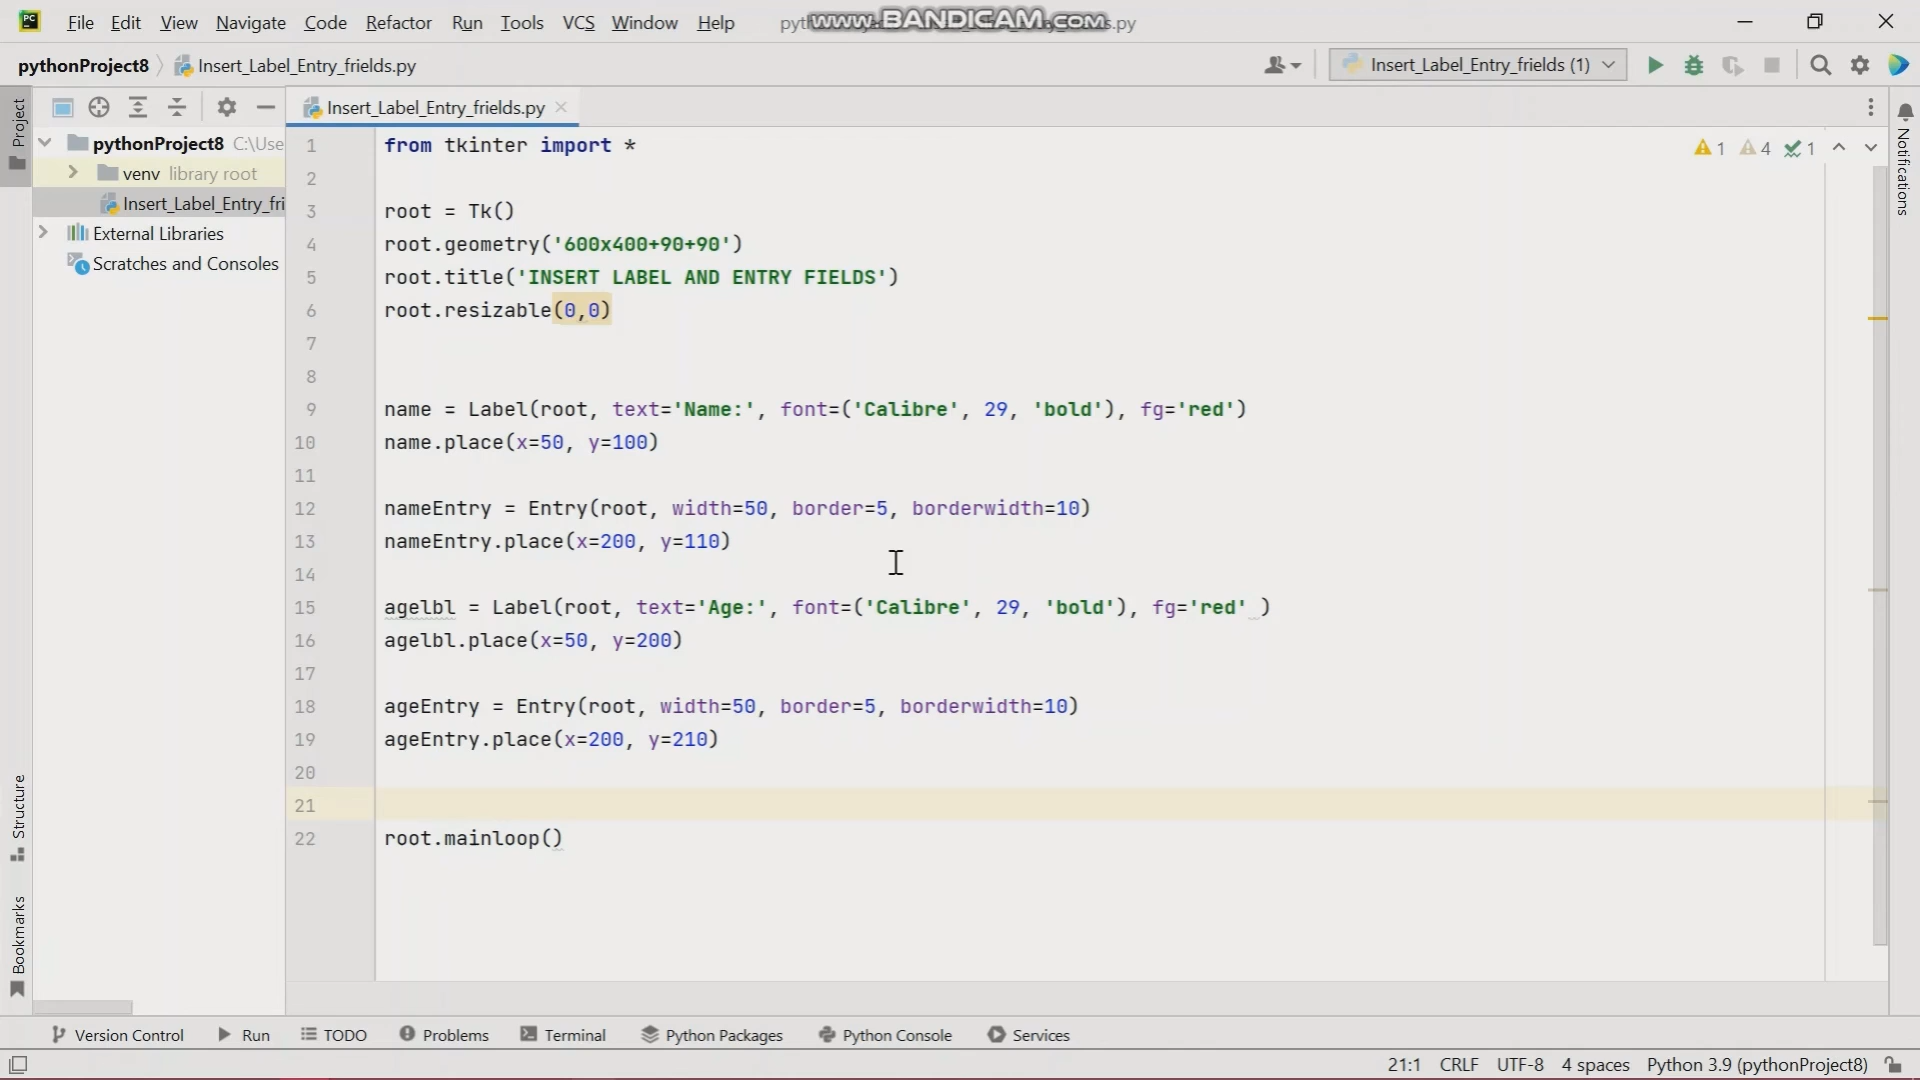 PC File Edit View Navigate Code Refactor Run Tools VCS Window Help
www.BANDICAM.com
pythonProject8 Insert_Label_Entry_frields.py
Insert_Label_Entry_frields (1)
Project
Insert_Label_Entry_frields.py
Notifications
pythonProject8 C:\Use
venv library root
Insert_Label_Entry_fri
External Libraries
Scratches and Consoles
1 4 1
1 from tkinter import *
2
3 root = Tk()
4 root.geometry('600x400+90+90')
5 root.title('INSERT LABEL AND ENTRY FIELDS')
6 root.resizable(0,0)
7
8
9 name = Label(root, text='Name:', font=('Calibre', 29, 'bold'), fg='red')
10 name.place(x=50, y=100)
11
12 nameEntry = Entry(root, width=50, border=5, borderwidth=10)
13 nameEntry.place(x=200, y=110)
14
15 agelbl = Label(root, text='Age:', font=('Calibre', 29, 'bold'), fg='red' )
16 agelbl.place(x=50, y=200)
17
18 ageEntry = Entry(root, width=50, border=5, borderwidth=10)
19 ageEntry.place(x=200, y=210)
20
21
22 root.mainloop()
Structure
Bookmarks
Version Control Run TODO Problems Terminal Python Packages Python Console Services
21:1 CRLF UTF-8 4 spaces Python 3.9 (pythonProject8)